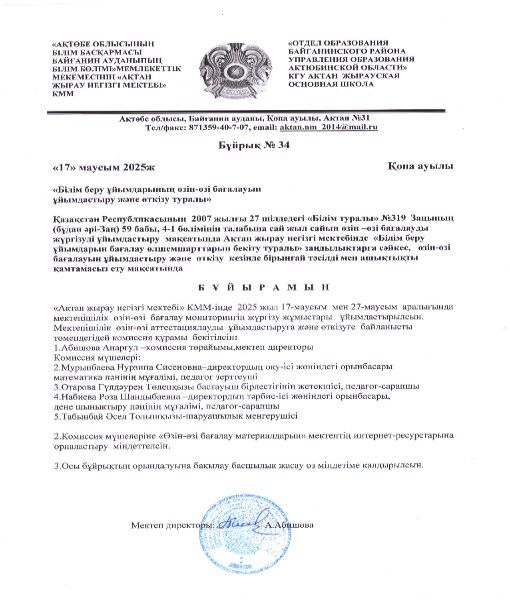 «АҚТӨБЕ ОБЛЫСЫНЫҢ
БІЛІМ БАСҚАРМАСЫ
БАЙҒАНИН АУДАНЫНЫҢ
БІЛІМ БӨЛІМІ»МЕМЛЕКЕТТІК
МЕКЕМЕСІНІҢ «АҚТАН
ЖЫРАУ НЕГІЗГІ МЕКТЕБІ»
КММ
«ОТДЕЛ ОБРАЗОВАНИЯ
БАЙГАНИНСКОГО РАЙОНА
УПРАВЛЕНИЯ ОБРАЗОВАНИЯ
АКТЮБИНСКОЙ ОБЛАСТИ»
КГУ АКТАН ЖЫРАУСКАЯ
ОСНОВНАЯ ШКОЛА
Ақтөбе облысы, Байғанин ауданы, Қопа ауылы, Ақтан №31
Тел/факс: 871359-40-7-07, email: aktan.nm_2014@mail.ru
Бұйрық № 34
«17» маусым 2025ж Қопа ауылы
«Білім беру ұйымдарының өзін-өзі бағалауын
ұйымдастыру және өткізу туралы»
Қазақстан Республикасының 2007 жылғы 27 шілдегегі «Білім туралы» №319 Заңының
(бұдан әрі-Заң) 59 бабы, 4-1 бөлімінің талабына сай жыл сайын өзін –өзі бағалауды
жүргізуді ұйымдастыру мақсатында Ақтан жырау негізгі мектебінде «Білім беру
ұйымдарын бағалау өлшемшарттарын бекіту туралы» заңдылықтарға сәйкес, өзін-өзі
бағалауын ұйымдастыру және өткізу кезінде бірыңғай тәсілді мен ашықтықты
қамтамасыз ету мақсатында
Б Ұ Й Ы Р А М Ы Н
«Ақтан жырау негізгі мектебі» КММ-інде 2025 жыл 17-маусым мен 27-маусым аралығында
мектепішілік өзін-өзі бағалау мониторингін жүргізу жұмыстары ұйымдастырылсын.
Мектепішілік өзін-өзі аттестациялауды ұйымдастыруға және өткізуге байланысты
төмендегідей комиссия құрамы бекітілсін:
1.Абишова Анаргул –комиссия төрайымы,мектеп директоры
Комиссия мүшелері:
2.Мурынбаева Нурзипа Сисеновна–директордың оқу-ісі жөніндегі орынбасары
математика пәнінің мұғалімі, педагог зерттеуші
3.Отарова Гүлдаурен Төлепқызы бастауыш бірлестігінің жетекшісі, педагог-сарапшы
4.Набиева Роза Шандыбаевна –директордың тәрбие-ісі жөніндегі орынбасары,
дене шынықтыру пәнінің мұғалімі, педагог-сарапшы
5.Табынбай Әсел Толыпқызы-шаруашылық меңгерушісі
2.Комиссия мүшелеріне «Өзін-өзі бағалау материалдарын» мектептің интернет-ресурстарына
орналастыру міндеттелсін.
3.Осы бұйрықтың орындалуына бақылау басшылық жасау өз міндетіме қалдырылсын.
Мектеп директоры: А.Абишова